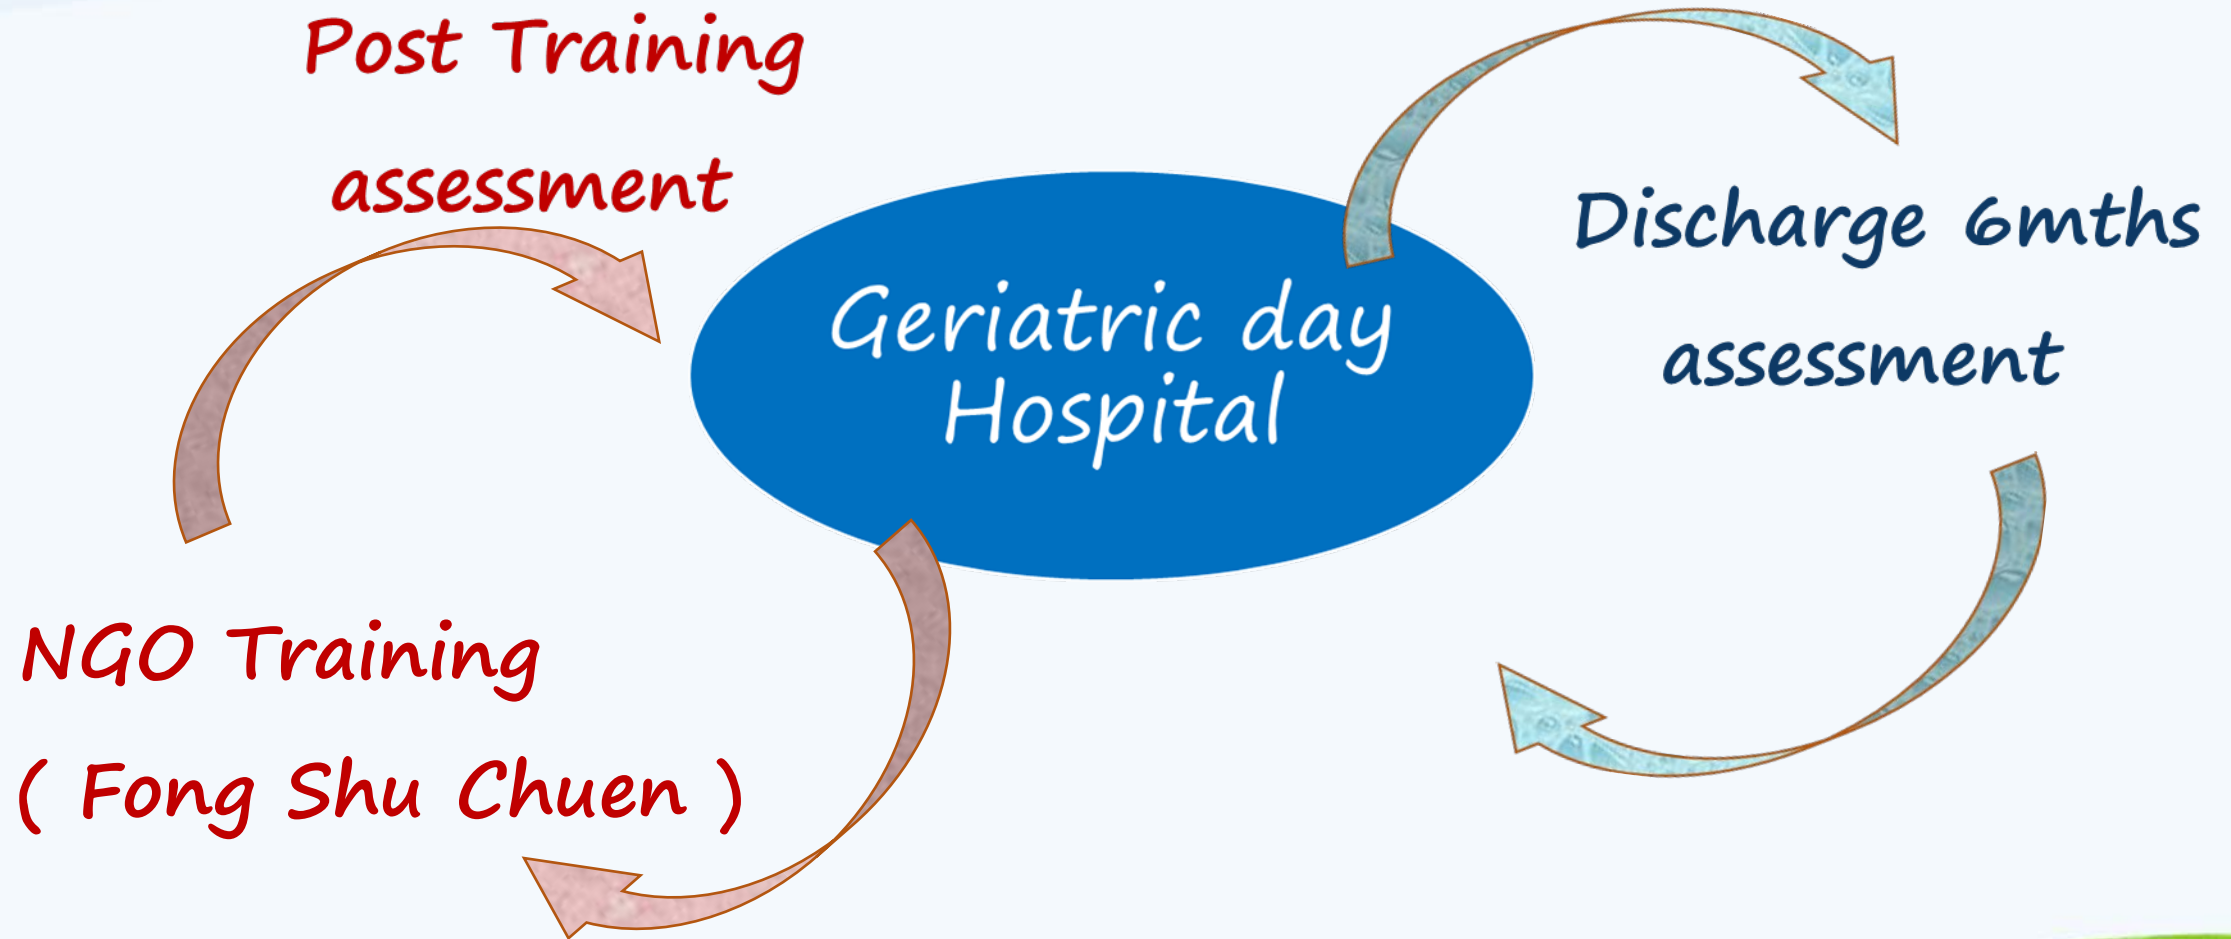 Post Training
assessment
Geriatric day
Hospital
Discharge 6mths
assessment
NGO Training
( Fong Shu Chuen )